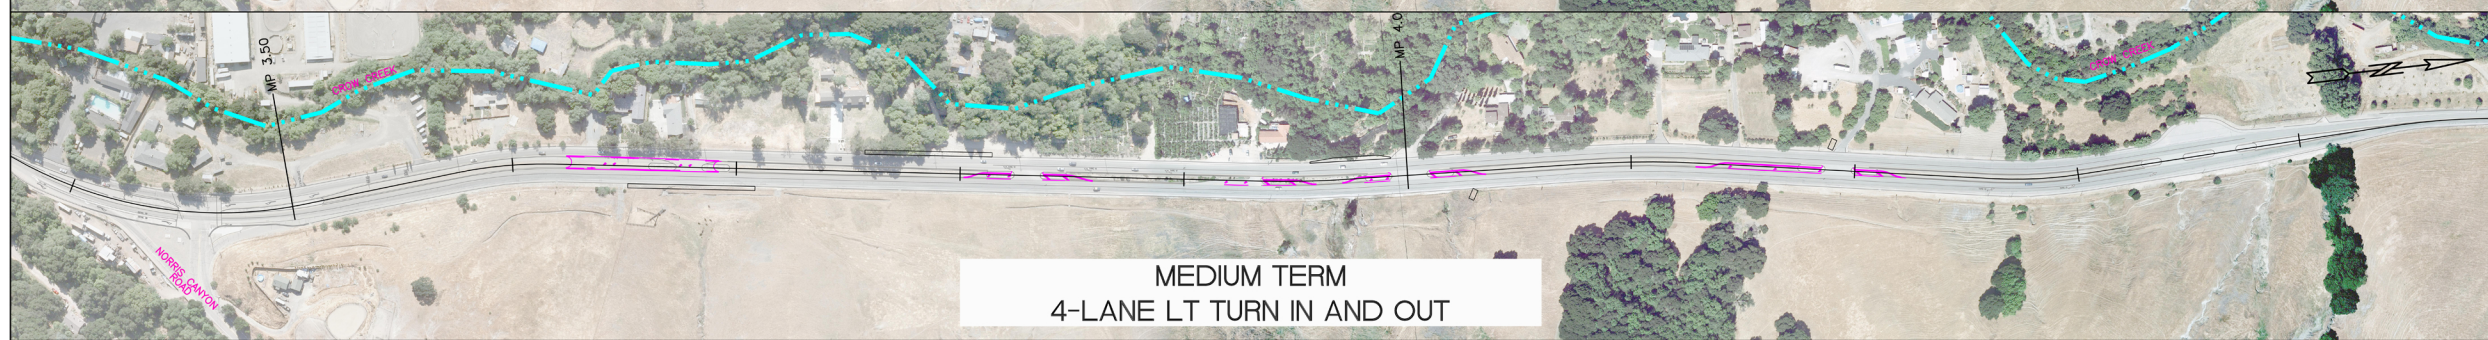 MP 3.50
CROW CREEK
MP 4.0
CROW CREEK
NORRIS CANYON
ROAD
MEDIUM TERM
4-LANE LT TURN IN AND OUT